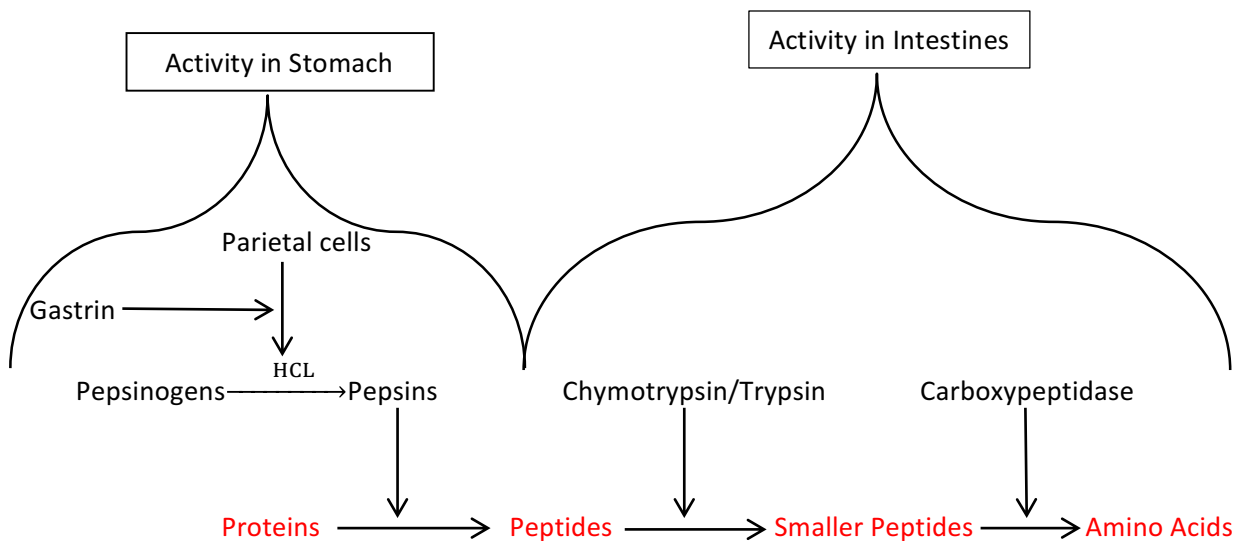 Activity in Stomach
Activity in Intestines
Parietal cells
Gastrin
HCL
Pepsinogens
Pepsins
Chymotrypsin/Trypsin
Carboxypeptidase
Proteins
Peptides
Smaller Peptides
Amino Acids